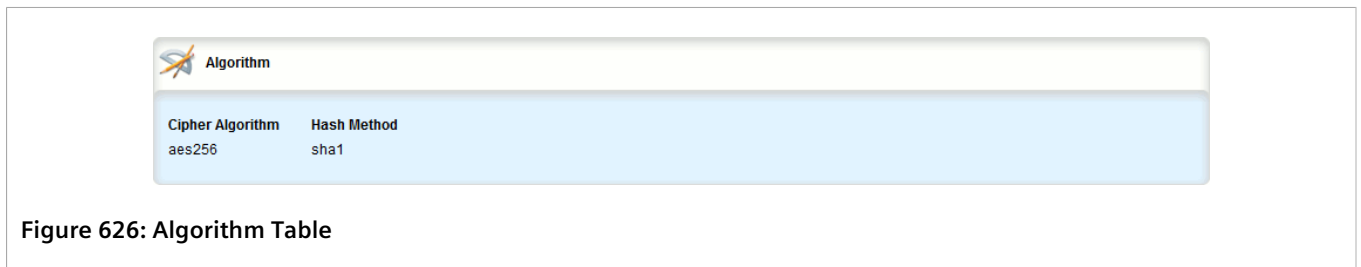 Algorithm
Cipher Algorithm Hash Method
aes256 sha1
Figure 626: Algorithm Table